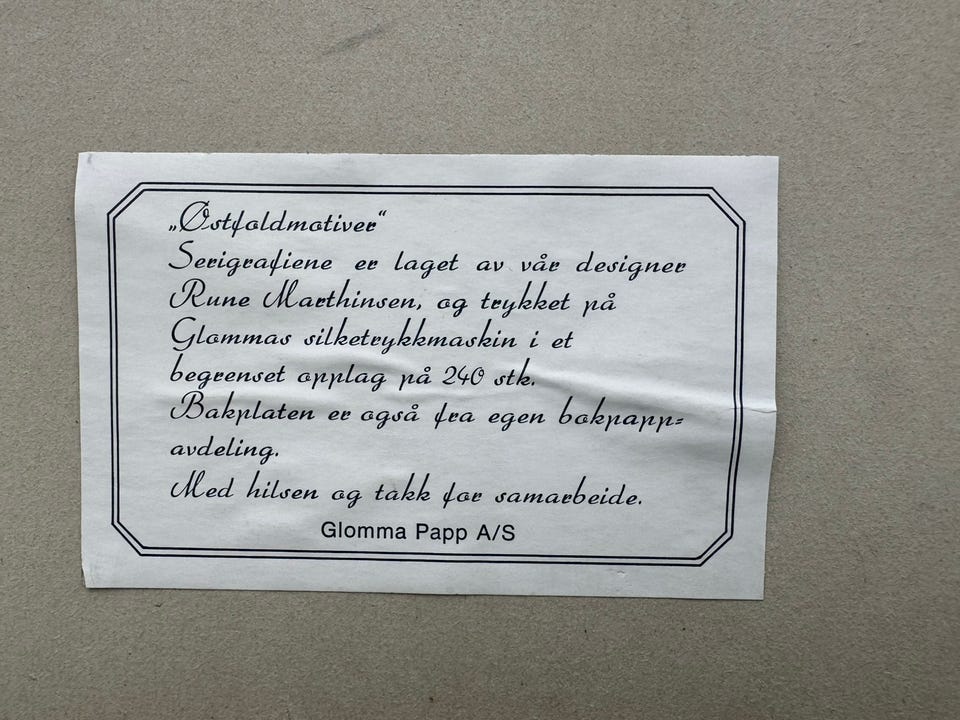 „Østfoldmotiver“
Serigrafiene er laget av vår designer
Rune Marthinsen, og trykket på
Glommas silketrykkmaskin i et
begrenset opplag på 240 stk.
Bakplaten er også fra egen bokpapp=
avdeling.
Med hilsen og takk for samarbeide.
Glomma Papp A/S